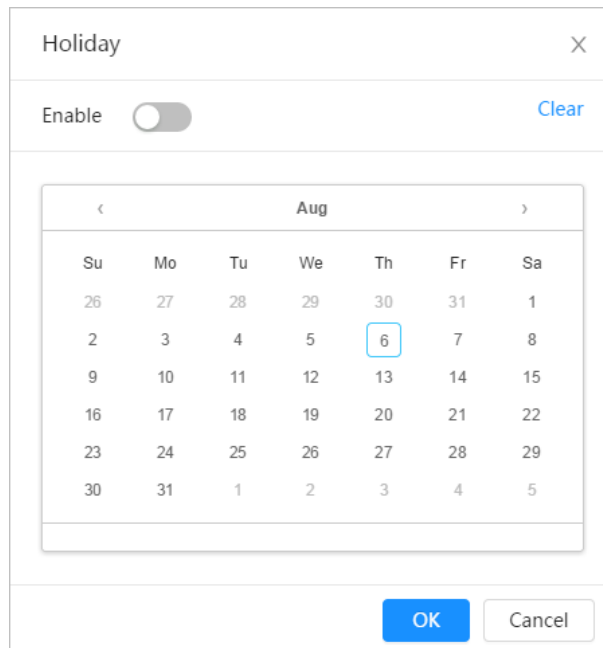 Holiday
Enable Clear
‹ Aug ›
Su Mo Tu We Th Fr Sa
26 27 28 29 30 31 1
2 3 4 5 6 7 8
9 10 11 12 13 14 15
16 17 18 19 20 21 22
23 24 25 26 27 28 29
30 31 1 2 3 4 5
OK Cancel